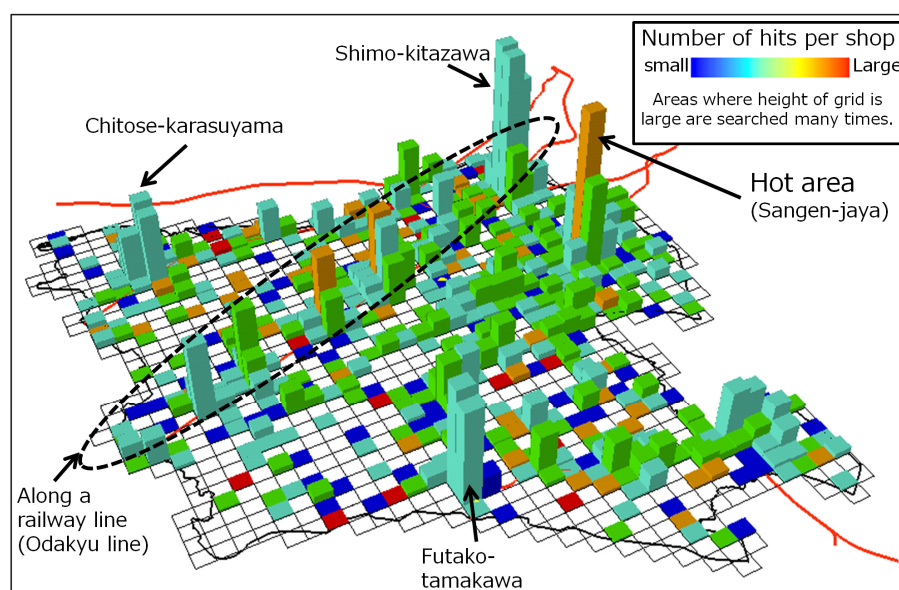 Shimo-kitazawa
Number of hits per shop
small
Large
Areas where height of grid is
large are searched many times.
Chitose-karasuyama
Hot area
(Sangen-jaya)
Along a
railway line
(Odakyu line)
Futako-
tamakawa